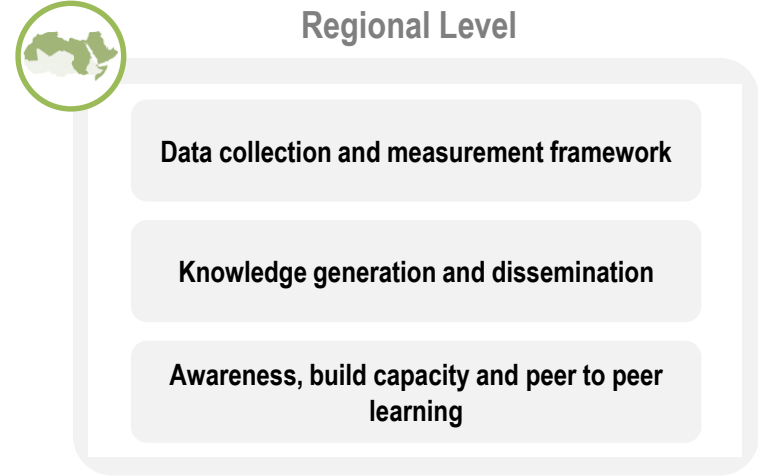 Regional Level
Data collection and measurement framework
Knowledge generation and dissemination
Awareness, build capacity and peer to peer
learning